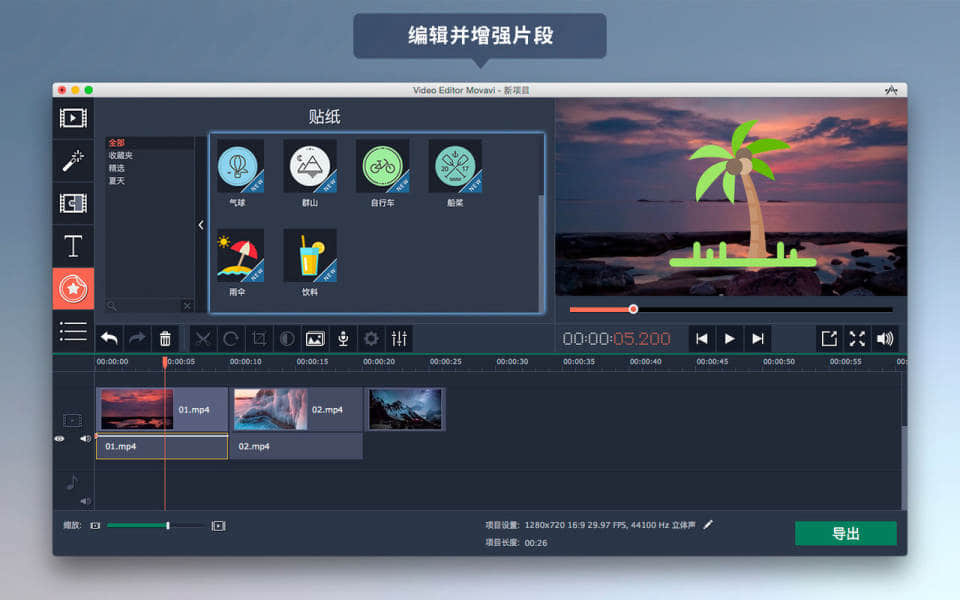 编辑并增强片段
Video Editor Movavi - 新项目
贴纸
全部
收藏夹
精选
夏天
NEW
NEW
NEW
20 17
NEW
气球
群山
自行车
船桨
NEW
NEW
雨伞
饮料
T
00:00:05.200
00:00:00
00:00:05
00:00:10
00:00:15
00:00:20
00:00:25
00:00:30
00:00:35
00:00:40
00:00:45
00:00:50
00:00:55
00:
01.mp4
02.mp4
01.mp4
02.mp4
缩放:
项目设置: 1280x720 16:9 29.97 FPS, 44100 Hz 立体声
项目长度: 00:26
导出